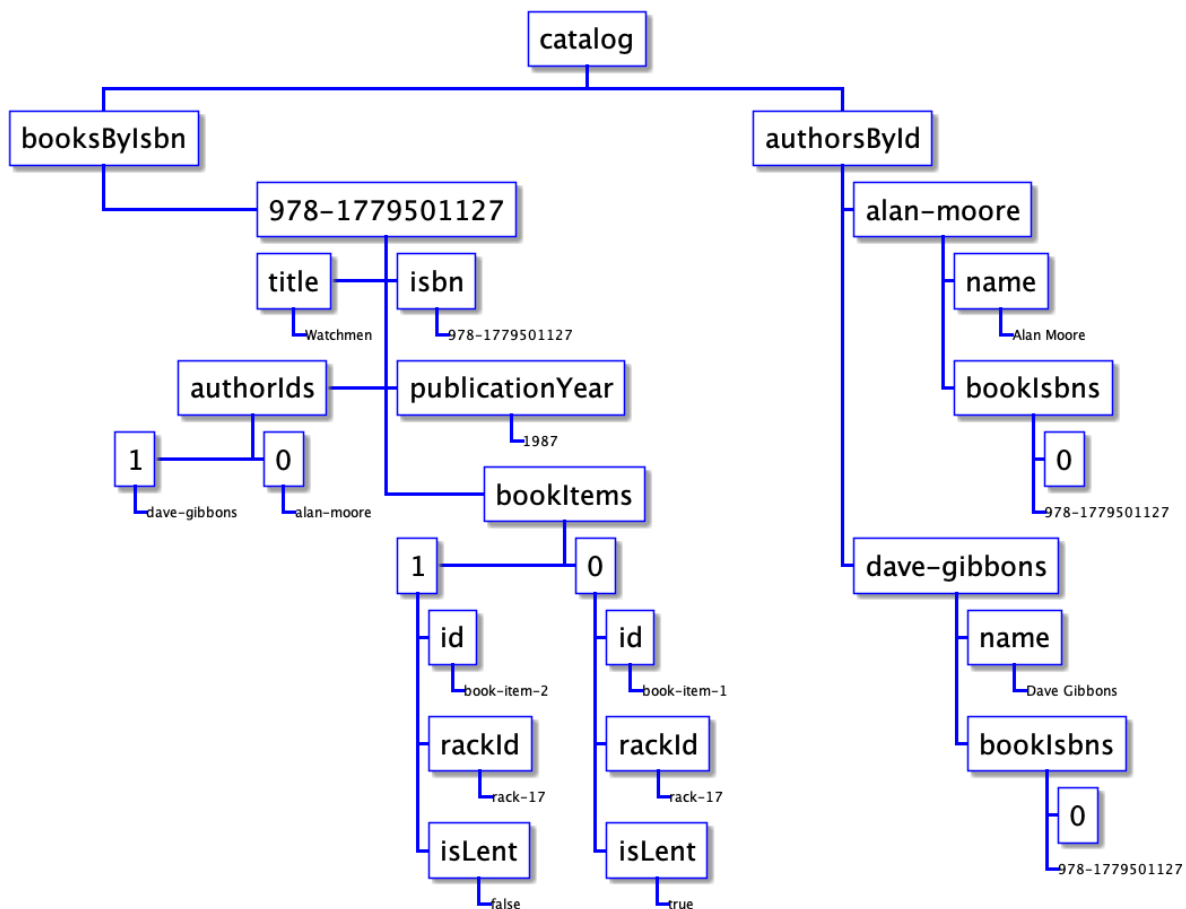 catalog
booksByIsbn
authorsById
978-1779501127
alan-moore
title
isbn
name
Watchmen
978-1779501127
Alan Moore
authorIds
publicationYear
bookIsbns
1987
1
0
0
bookItems
dave-gibbons
alan-moore
978-1779501127
1
0
dave-gibbons
id
id
name
book-item-2
book-item-1
Dave Gibbons
rackId
rackId
bookIsbns
rack-17
rack-17
0
isLent
isLent
978-1779501127
false
true